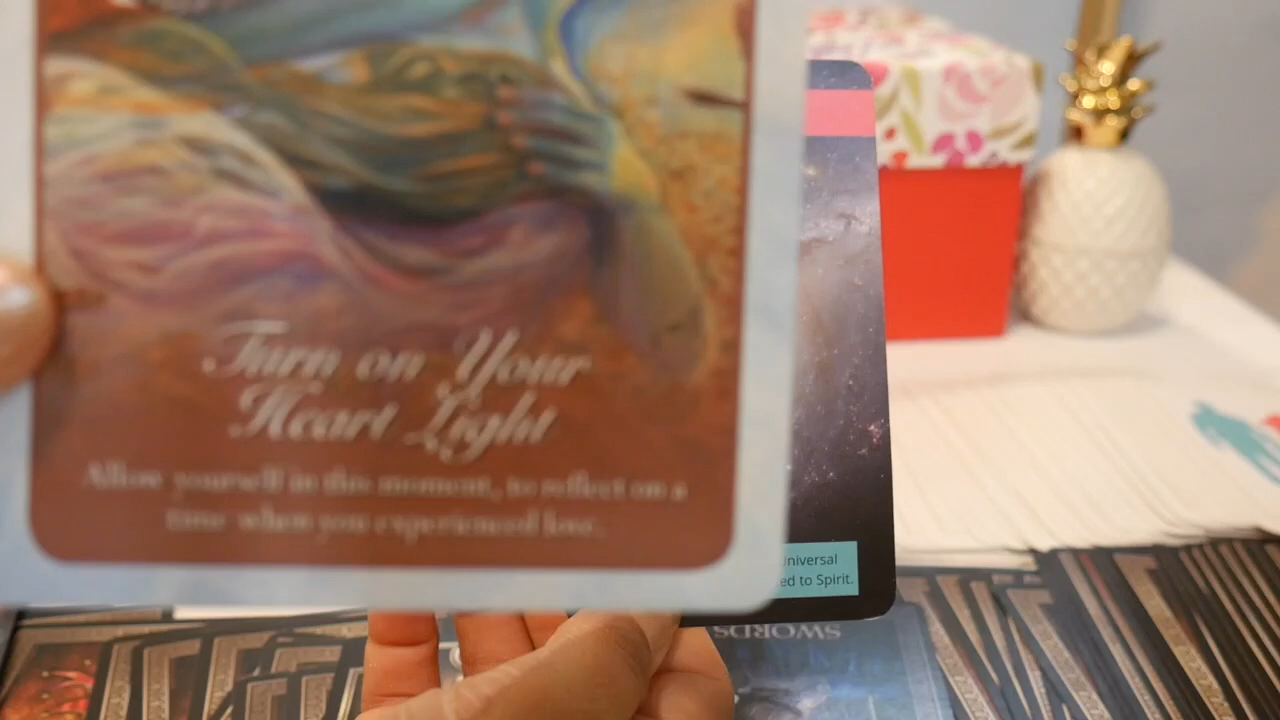 Turn on Your
Heart Light
Allow yourself in this moment, to reflect on a
time when you experienced love.
Universal
ed to Spirit.
SWORDS